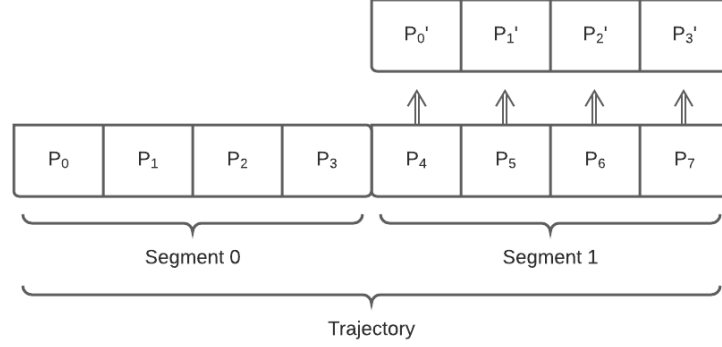 P₀' P₁' P₂' P₃'
P₀ P₁ P₂ P₃ P₄ P₅ P₆ P₇
Segment 0 Segment 1
Trajectory